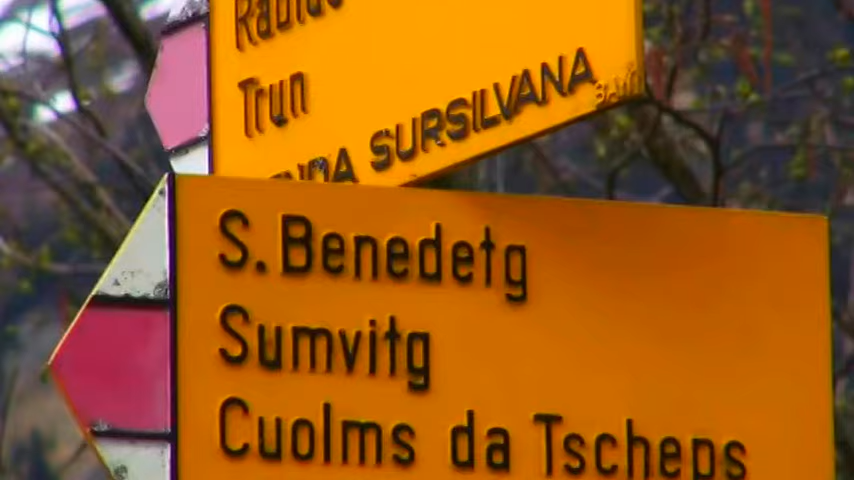 Trun
SURSILVANA
S. Benedetg
Sumvitg
Cuolms da Tscheps